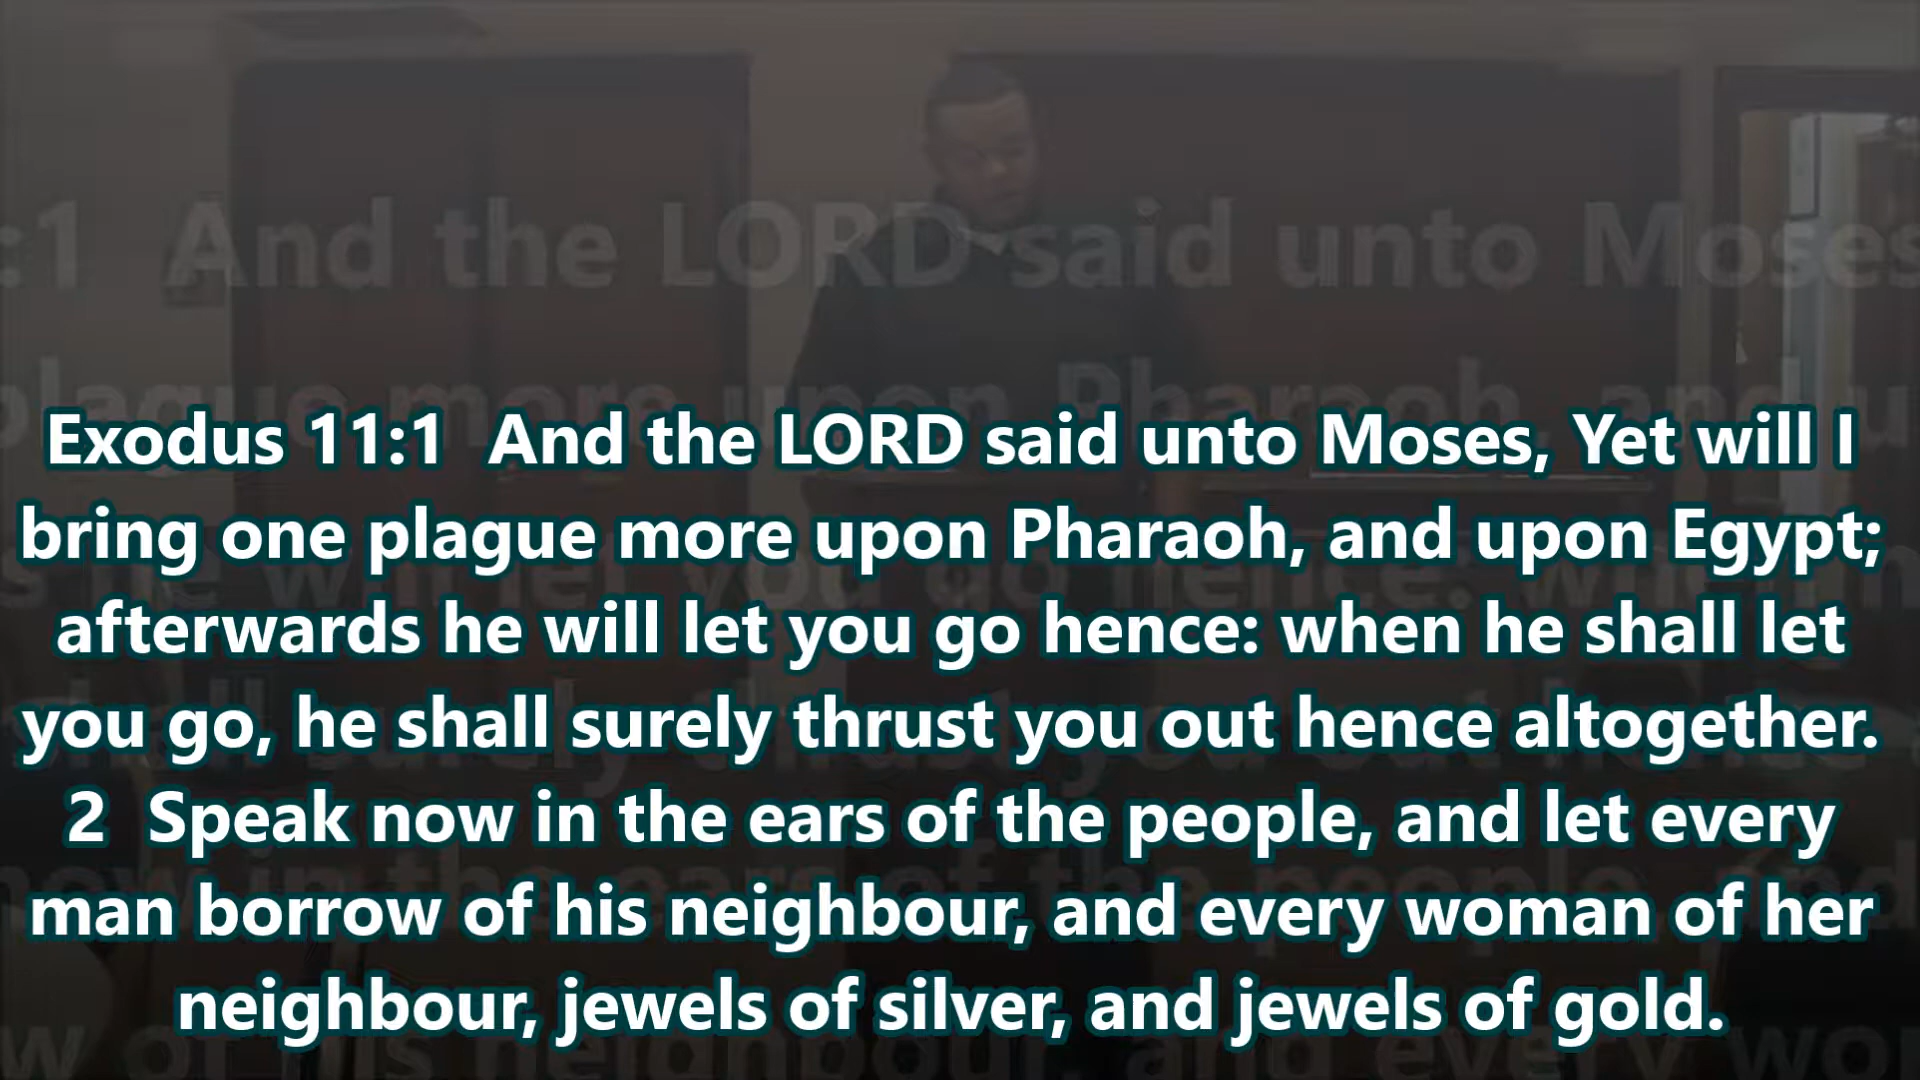 Exodus 11:1  And the LORD said unto Moses, Yet will I
bring one plague more upon Pharaoh, and upon Egypt;
afterwards he will let you go hence: when he shall let
you go, he shall surely thrust you out hence altogether.
2  Speak now in the ears of the people, and let every
man borrow of his neighbour, and every woman of her
neighbour, jewels of silver, and jewels of gold.